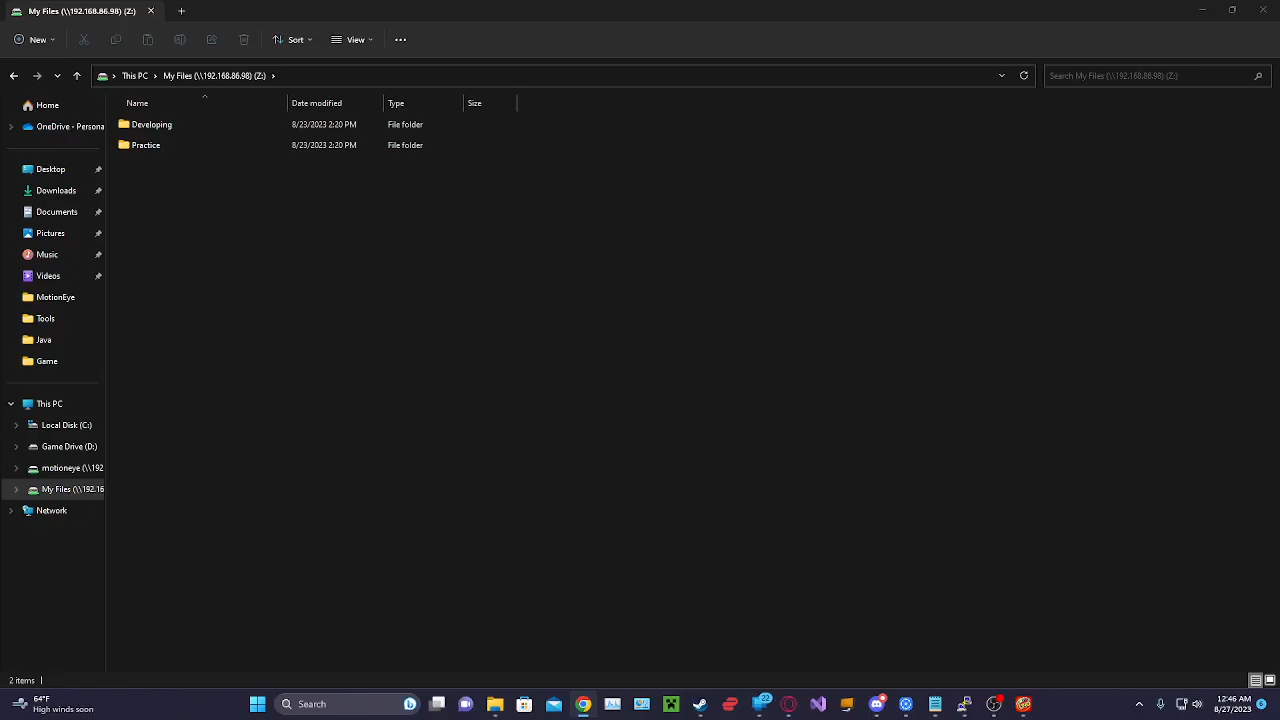 My Files (\\192.168.86.98) (Z:)
New
Sort
View
This PC
My Files (\\192.168.86.98) (Z:)
Search My Files (\\192.168.86.98) (Z:)
Name
Date modified
Type
Size
Developing
8/23/2023 2:20 PM
File folder
Practice
8/23/2023 2:20 PM
File folder
Home
OneDrive - Persona
Desktop
Downloads
Documents
Pictures
Music
Videos
MotionEye
Tools
Java
Game
This PC
Local Disk (C:)
Game Drive (D:)
motioneye (\\192
My Files (\\192.16
Network
2 items
64°F
High winds soon
Search
22
12:46 AM
8/27/2023